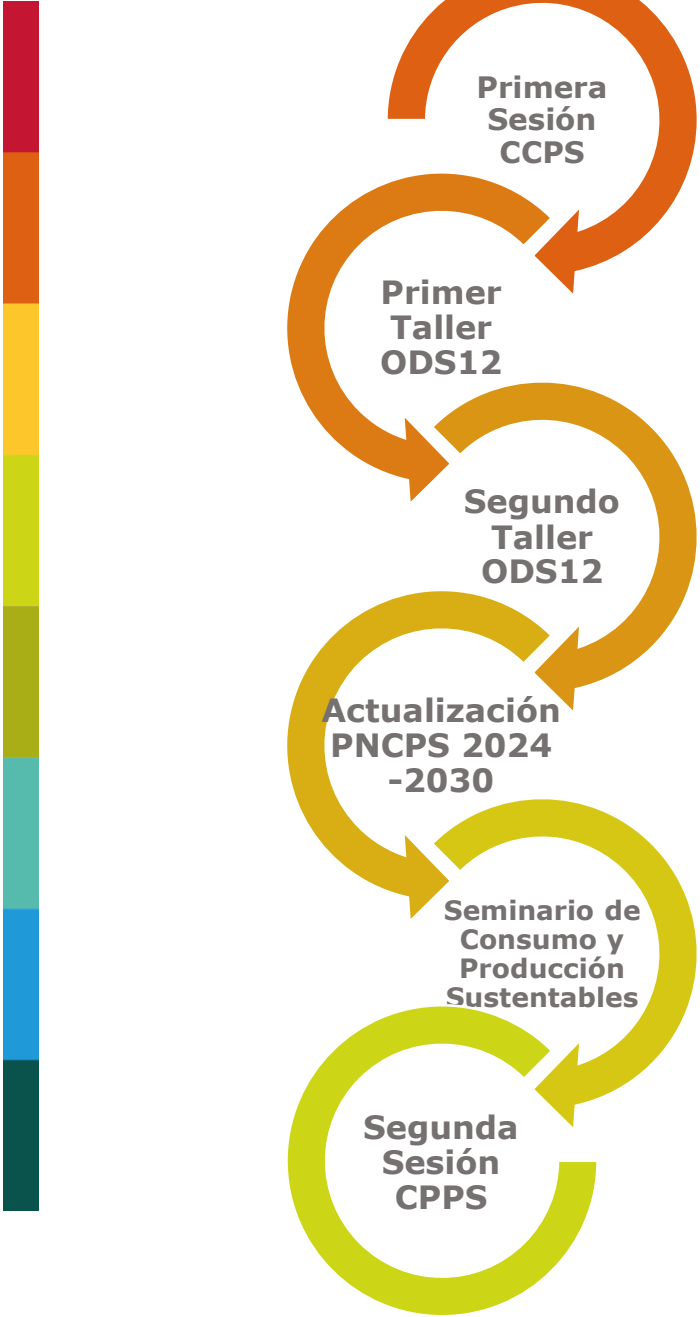 Primera
Sesión
CCPS
Primer
Taller
ODS12
Segundo
Taller
ODS12
Actualización
PNCPS 2024
-2030
Seminario de
Consumo y
Producción
Sustentables
Segunda
Sesión
CPPS